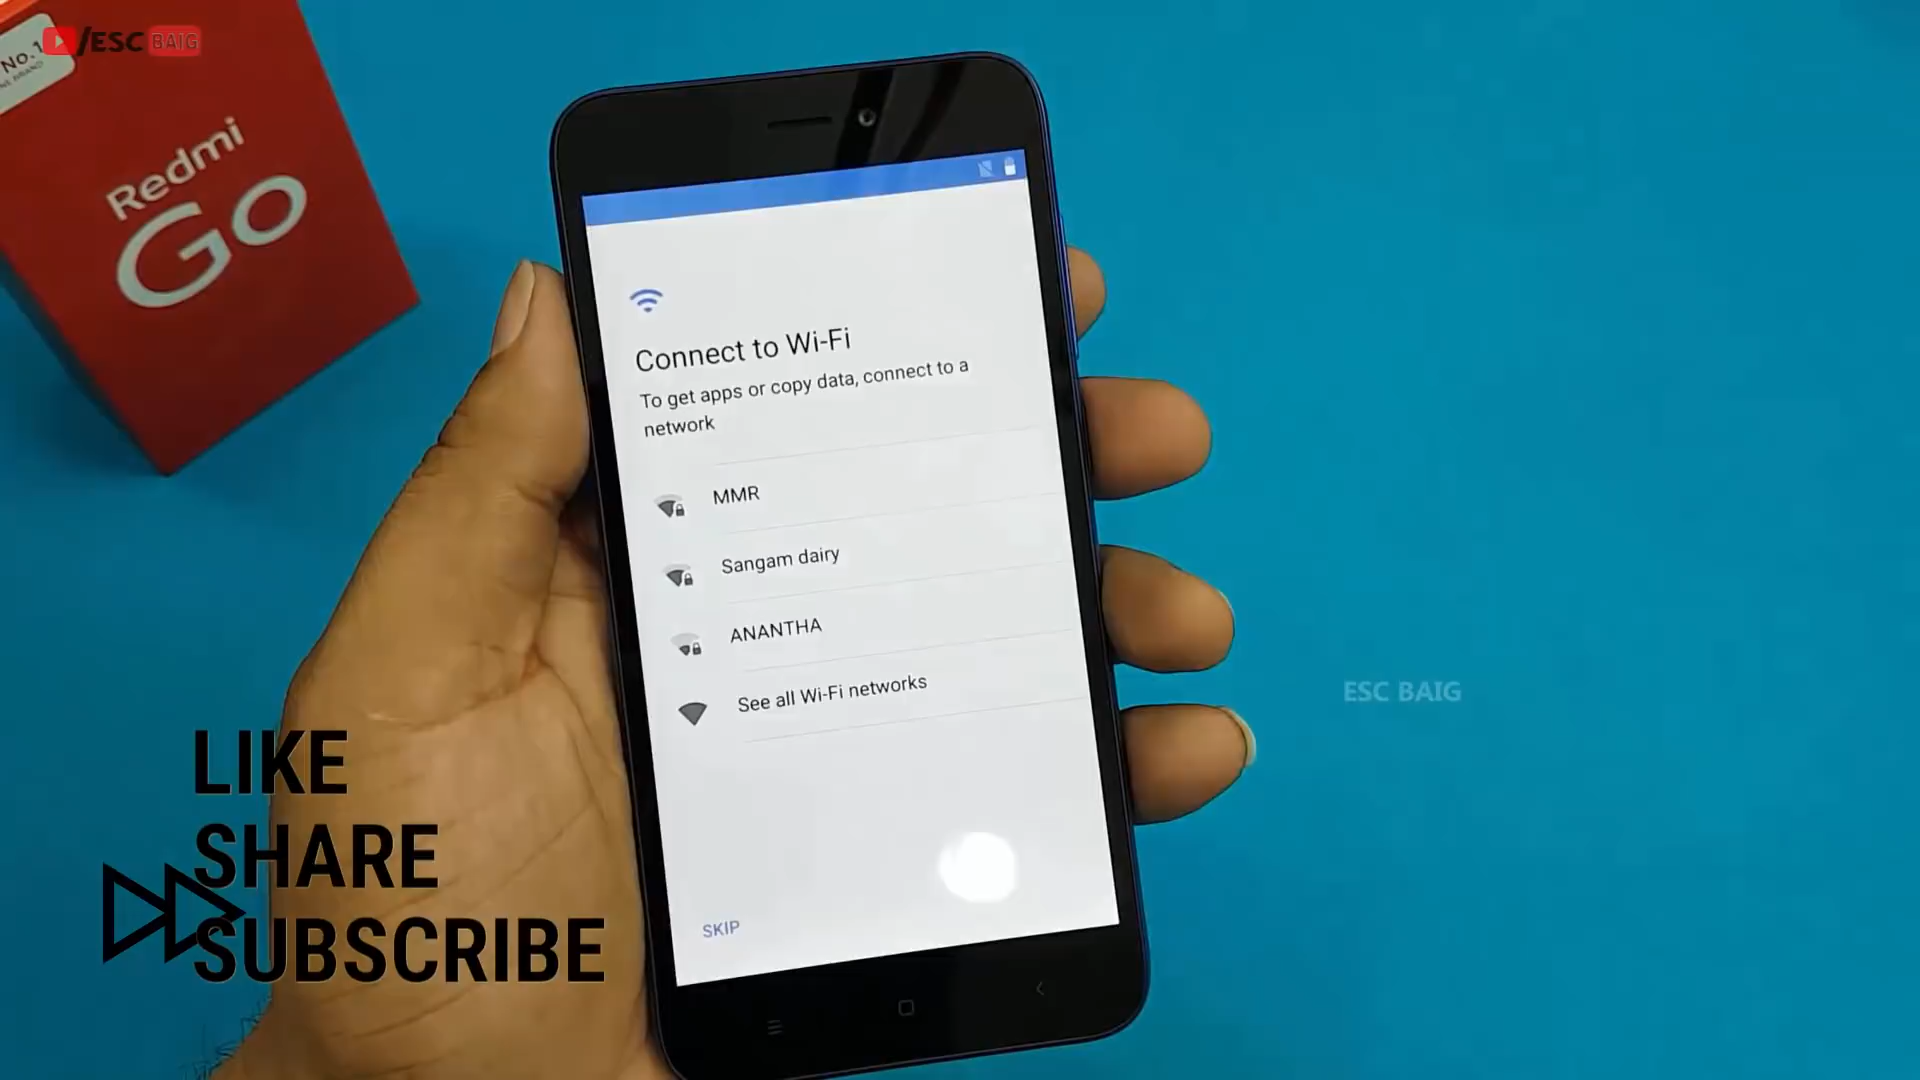 No.1
/ESC BAIG
Redmi
Go
Connect to Wi-Fi
To get apps or copy data, connect to a
network
MMR
Sangam dairy
ANANTHA
See all Wi-Fi networks
SKIP
ESC BAIG
LIKE
SHARE
SUBSCRIBE